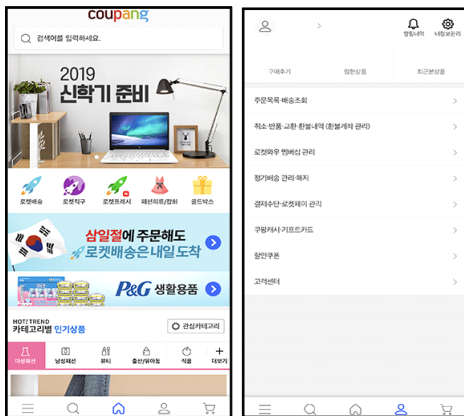 coupang
검색어를 입력하세요.
2019
신학기 준비
로켓배송
로켓직구
로켓프레시
패션의류/잡화
골드박스
삼일절에 주문해도
로켓배송은 내일 도착
P&G 생활용품
HOT! TREND
카테고리별 인기상품
관심카테고리
여성패션
남성패션
뷰티
출산/유아동
식품
더보기
알림내역
내정보관리
구매후기
찜한상품
최근본상품
주문목록·배송조회
취소·반품·교환·환불내역 (환불계좌 관리)
로켓와우 멤버십 관리
정기배송 관리·해지
결제수단·로켓페이 관리
쿠팡캐시·기프트카드
할인쿠폰
고객센터